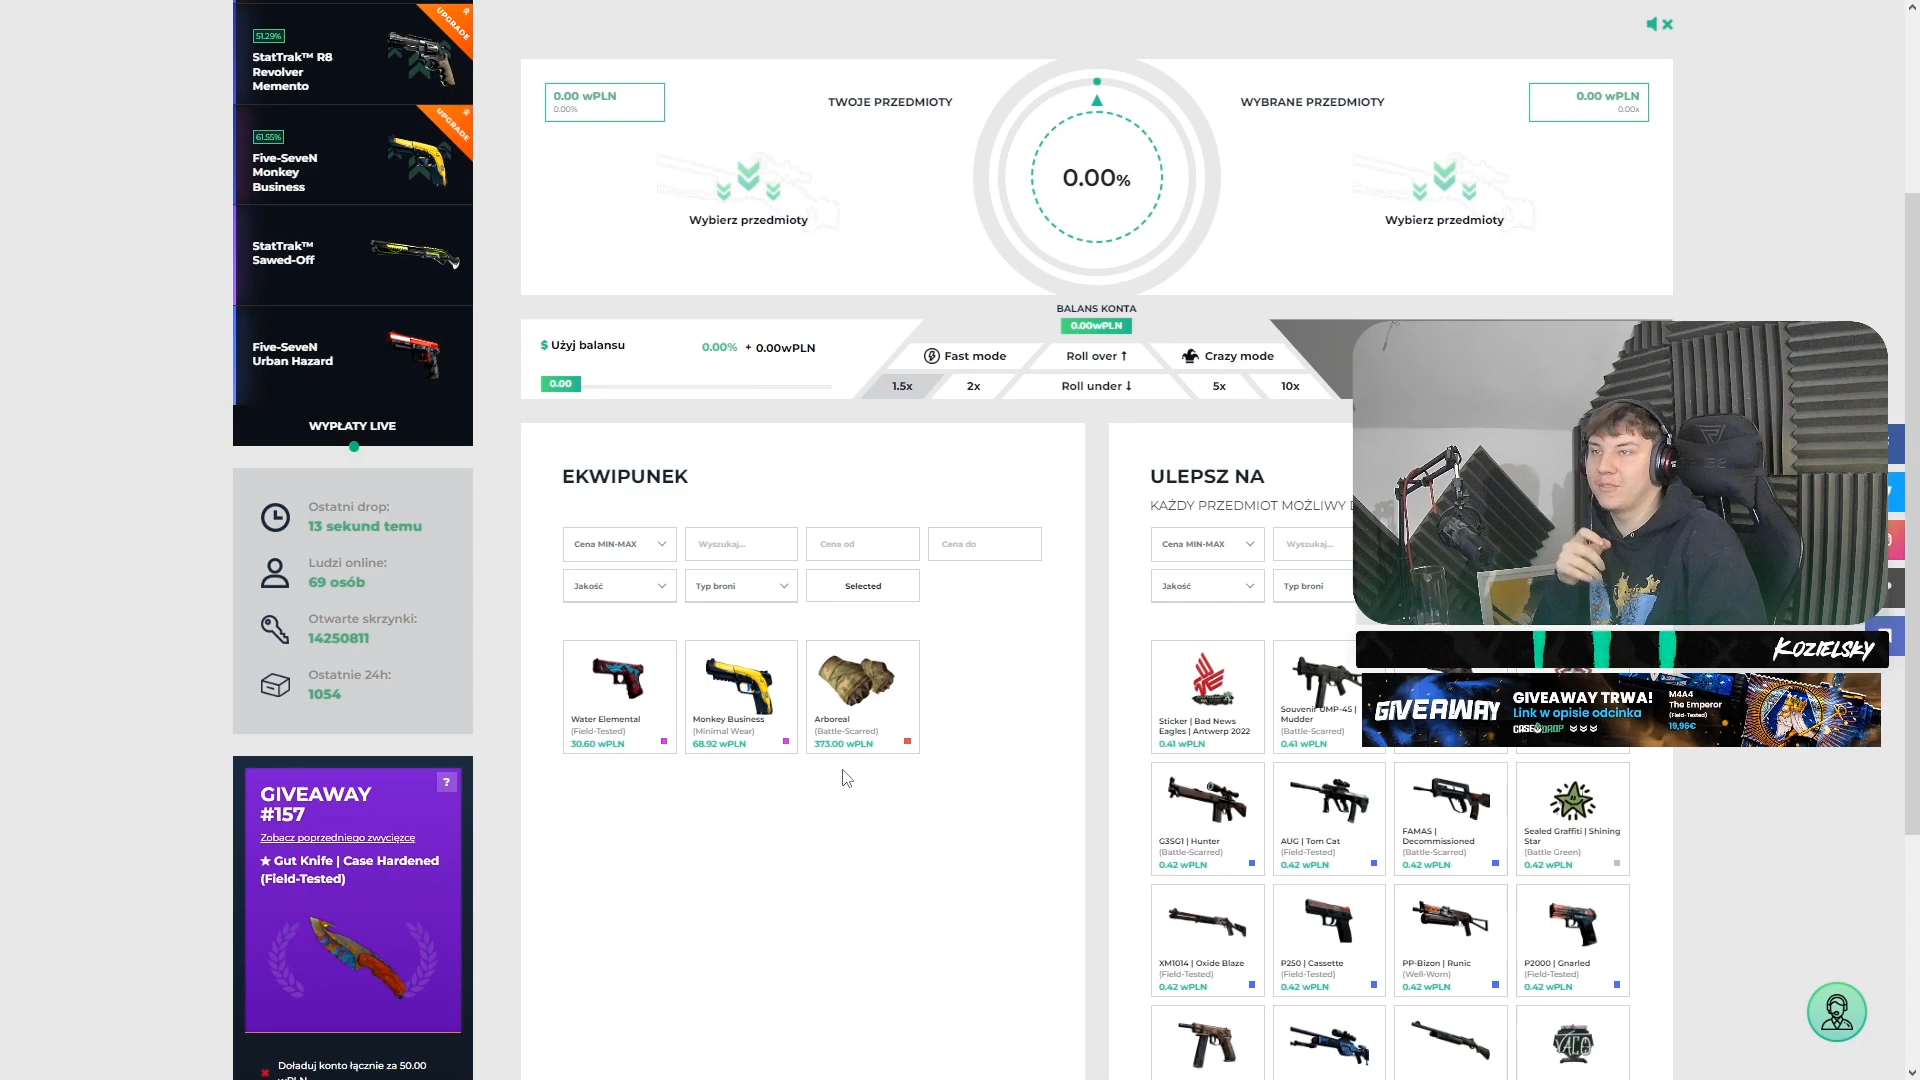 51.29%
StatTrak™ R8
Revolver
Memento
UPGRADE
61.55%
Five-SeveN
Monkey
Business
UPGRADE
StatTrak™
Sawed-Off
Five-SeveN
Urban Hazard
WYPŁATY LIVE
Ostatni drop:
13 sekund temu
Ludzi online:
69 osób
Otwarte skrzynki:
14250811
Ostatnie 24h:
1054
GIVEAWAY
#157
?
Zobacz poprzedniego zwycięzcę
★ Gut Knife | Case Hardened
(Field-Tested)
Doładuj konto łącznie za 50.00
wPLN
0.00 wPLN
0.00%
TWOJE PRZEDMIOTY
Wybierz przedmioty
0.00%
WYBRANE PRZEDMIOTY
0.00 wPLN
0.00x
Wybierz przedmioty
BALANS KONTA
0.00wPLN
$ Użyj balansu
0.00% + 0.00wPLN
0.00
Fast mode
Roll over ↑
Crazy mode
1.5x
2x
Roll under ↓
5x
10x
EKWIPUNEK
Cena MIN-MAX
Wyszukaj...
Cena od
Cena do
Jakość
Typ broni
Selected
Water Elemental
(Field-Tested)
30.60 wPLN
Monkey Business
(Minimal Wear)
68.92 wPLN
Arboreal
(Battle-Scarred)
373.00 wPLN
ULEPSZ NA
KAŻDY PRZEDMIOT MOŻLIWY
Cena MIN-MAX
Wyszukaj...
Jakość
Typ broni
Sticker | Bad News
Eagles | Antwerp 2022
0.41 wPLN
Souvenir UMP-45 |
Mudder
(Battle-Scarred)
0.41 wPLN
G3SG1 | Hunter
(Battle-Scarred)
0.42 wPLN
AUG | Tom Cat
(Field-Tested)
0.42 wPLN
FAMAS |
Decommissioned
(Battle-Scarred)
0.42 wPLN
Sealed Graffiti | Shining
Star
(Battle Green)
0.42 wPLN
XM1014 | Oxide Blaze
(Field-Tested)
0.42 wPLN
P250 | Cassette
(Field-Tested)
0.42 wPLN
PP-Bizon | Runic
(Well-Worn)
0.42 wPLN
P2000 | Gnarled
(Field-Tested)
0.42 wPLN
KOZIELSKY
GIVEAWAY
GIVEAWAY TRWA!
Link w opisie odcinka
CASE DROP
M4A4
The Emperor
(Field-Tested)
19,96€